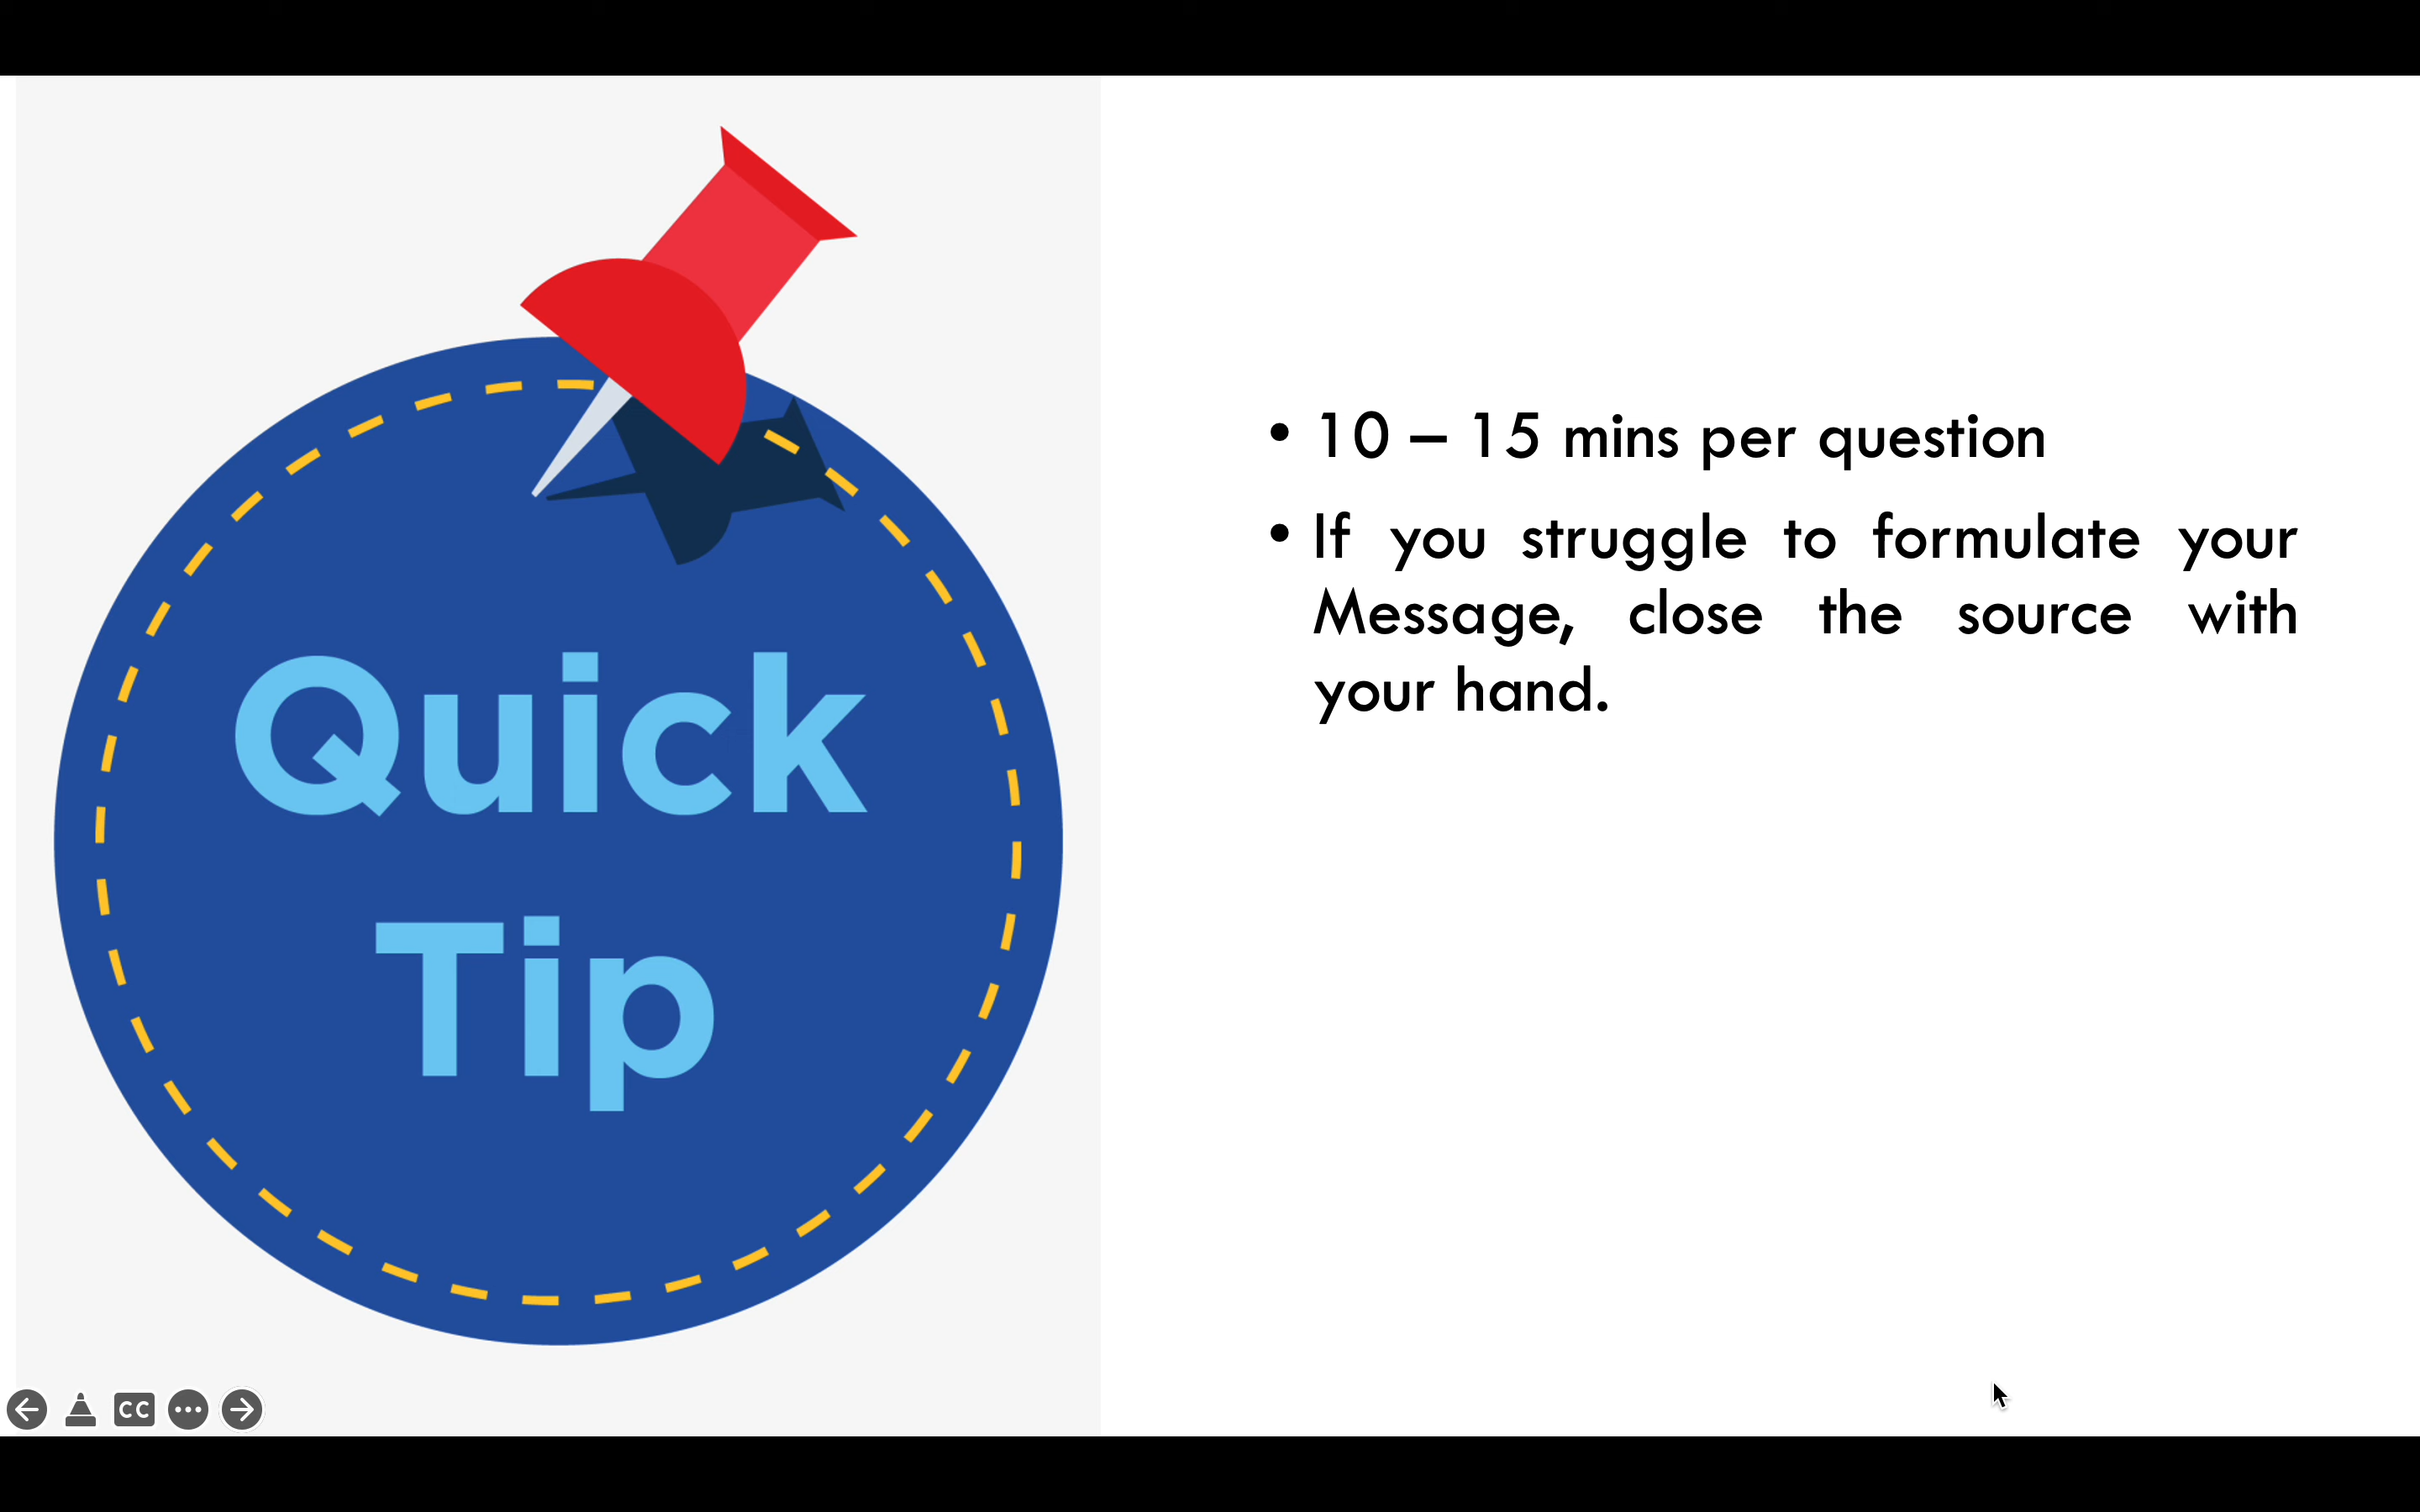 Quick
Tip
• 10 – 15 mins per question
• If you struggle to formulate your
Message, close the source with
your hand.
CC